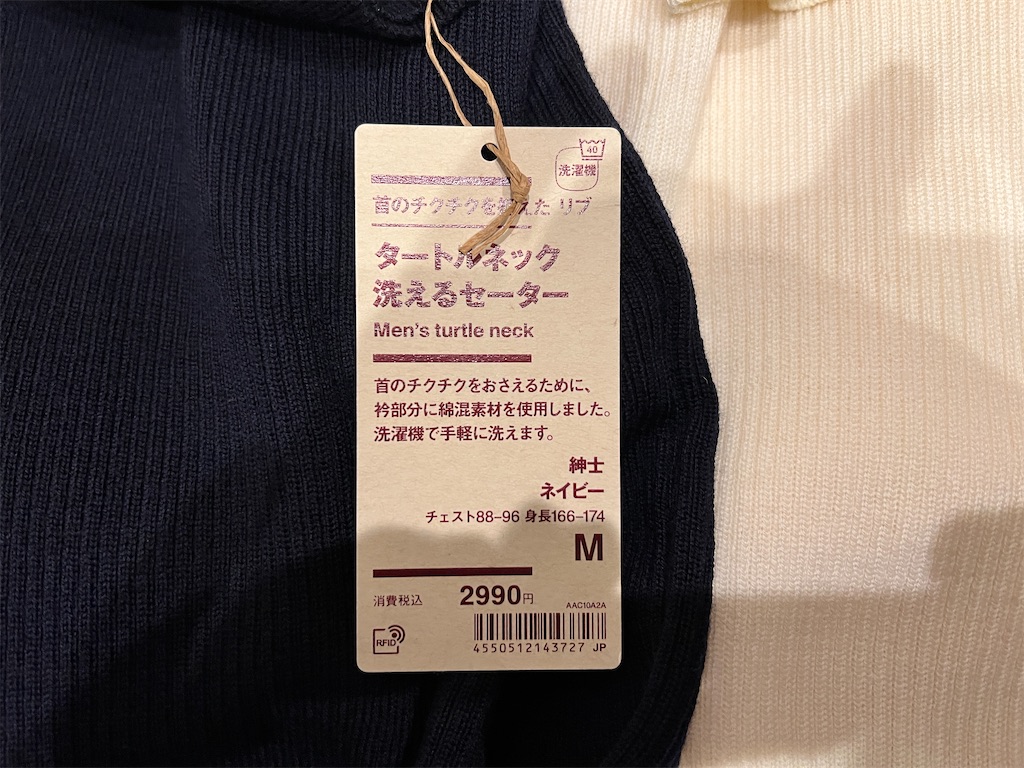 40
洗濯機
首のチクチクを抑えた リブ
タートルネック
洗えるセーター
Men's turtle neck
首のチクチクをおさえるために、
衿部分に綿混素材を使用しました。
洗濯機で手軽に洗えます。
紳士
ネイビー
チェスト88–96 身長166–174
M
消費税込 2990円
AAC10A2A
RFID
4550512143727 JP